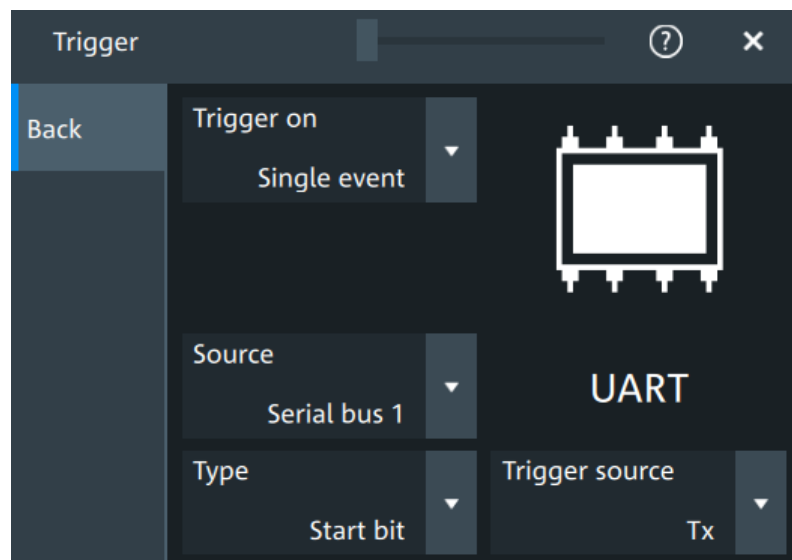 Trigger
?
×
Back
Trigger on
Single event
Source
Serial bus 1
UART
Type
Start bit
Trigger source
Tx